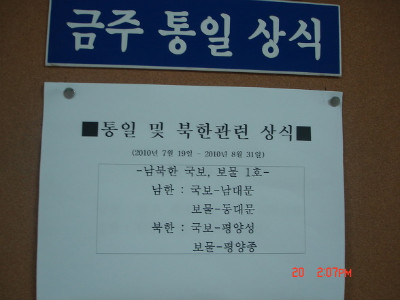 금주 통일 상식
■통일 및 북한관련 상식■
(2010년 7월 19일 - 2010년 8월 31일)
-남북한 국보, 보물 1호-
남한 : 국보-남대문
보물-동대문
북한 : 국보-평양성
보물-평양종
20 2:07PM